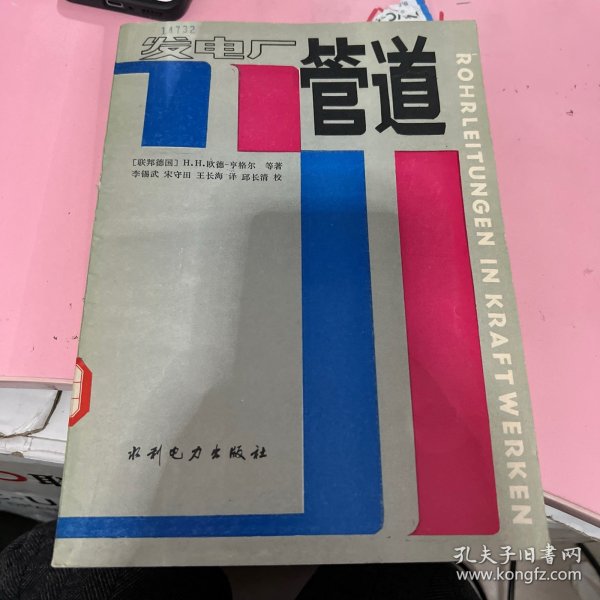 14732
发电厂
管道
[联邦德国] H.H.欧德-亨格尔 等著
李锡武 宋守田 王长海 译 邱长清 校
ROHRLEITUNGEN IN KRAFTWERKEN
水利电力出版社
孔夫子旧书网
www.kongfz.com